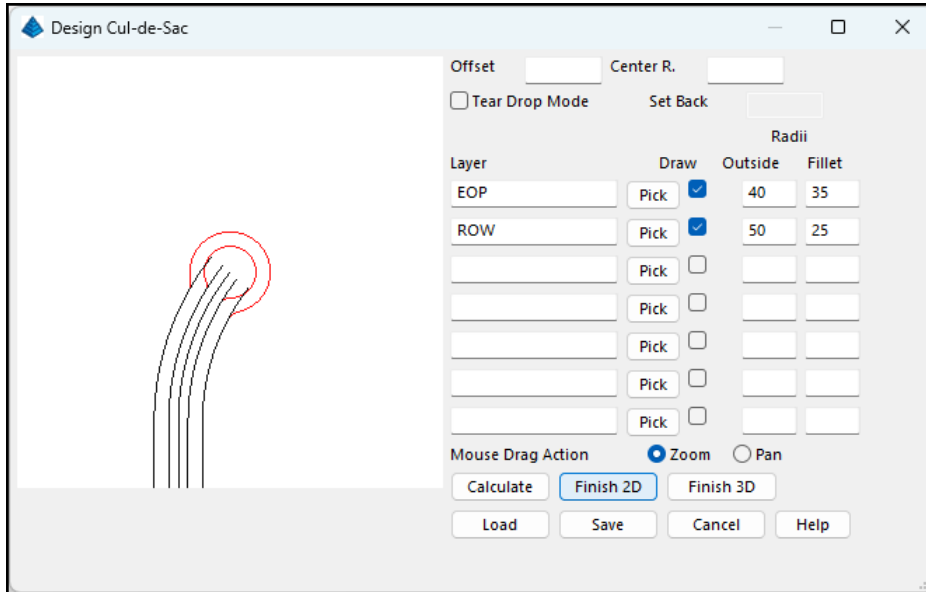 Design Cul-de-Sac
Offset Center R.
Tear Drop Mode Set Back
Radii
Layer Draw Outside Fillet
EOP Pick 40 35
ROW Pick 50 25
Pick
Pick
Pick
Pick
Pick
Mouse Drag Action Zoom Pan
Calculate Finish 2D Finish 3D
Load Save Cancel Help